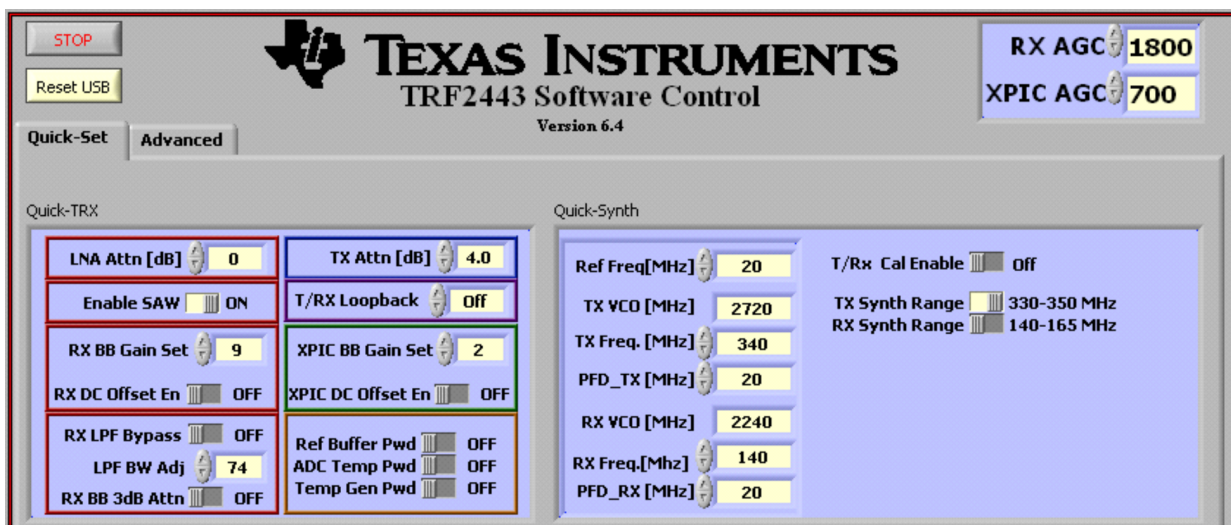 STOP
Reset USB
TEXAS INSTRUMENTS
TRF2443 Software Control
Version 6.4
RX AGC 1800
XPIC AGC 700
Quick-Set Advanced
Quick-TRX
LNA Attn [dB] 0
TX Attn [dB] 4.0
Enable SAW ON
T/RX Loopback Off
RX BB Gain Set 9
XPIC BB Gain Set 2
RX DC Offset En OFF
XPIC DC Offset En OFF
RX LPF Bypass OFF
LPF BW Adj 74
RX BB 3dB Attn OFF
Ref Buffer Pwd OFF
ADC Temp Pwd OFF
Temp Gen Pwd OFF
Quick-Synth
Ref Freq[MHz] 20
TX VCO [MHz] 2720
TX Freq. [MHz] 340
PFD_TX [MHz] 20
RX VCO [MHz] 2240
RX Freq.[Mhz] 140
PFD_RX [MHz] 20
T/Rx Cal Enable Off
TX Synth Range 330-350 MHz
RX Synth Range 140-165 MHz